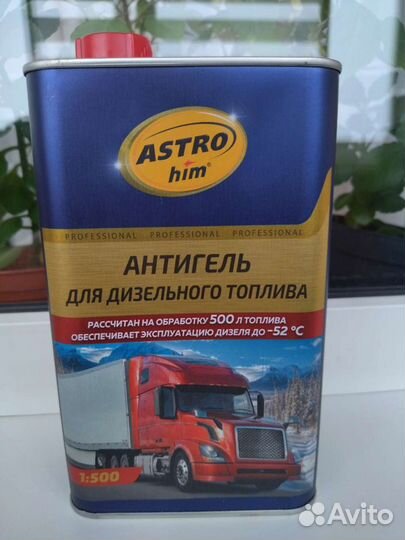 ASTRO
him®
PROFESSIONAL PROFESSIONAL PROFESSIONAL
АНТИГЕЛЬ
ДЛЯ ДИЗЕЛЬНОГО ТОПЛИВА
РАССЧИТАН НА ОБРАБОТКУ 500 Л ТОПЛИВА
ОБЕСПЕЧИВАЕТ ЭКСПЛУАТАЦИЮ ДИЗЕЛЯ ДО -52 °C
1:500
Avito